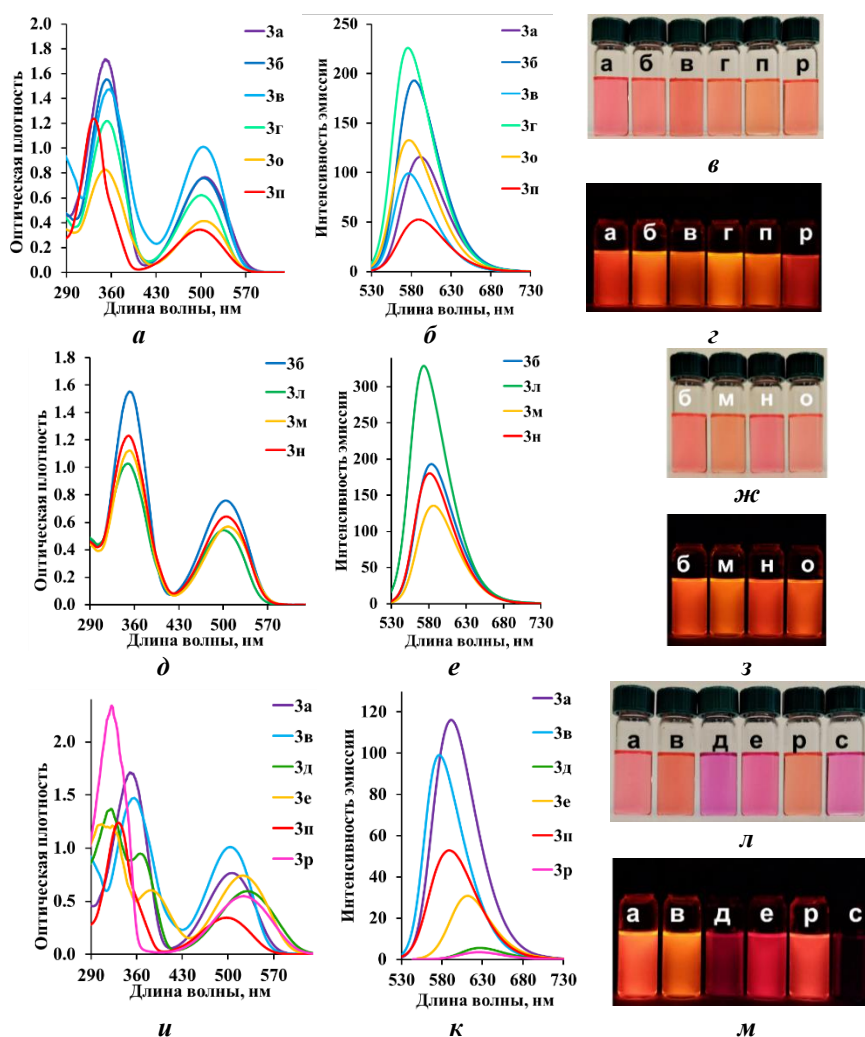 2.0
1.8
1.6
1.4
1.2
1.0
0.8
0.6
0.4
0.2
0.0
Оптическая плотность
290 360 430 500 570
Длина волны, нм
3а
3б
3в
3г
3о
3п
а
250
200
150
100
50
0
Интенсивность эмиссии
530 580 630 680 730
Длина волны, нм
3а
3б
3в
3г
3о
3п
б
а б в г п р
в
а б в г п р
г
1.8
1.6
1.4
1.2
1.0
0.8
0.6
0.4
0.2
0.0
Оптическая плотность
290 360 430 500 570
Длина волны, нм
3б
3л
3м
3н
д
300
250
200
150
100
50
0
Интенсивность эмиссии
530 580 630 680 730
Длина волны, нм
3б
3л
3м
3н
е
б м н о
ж
б м н о
з
2.0
1.5
1.0
0.5
0.0
Оптическая плотность
290 360 430 500 570
Длина волны, нм
3а
3в
3д
3е
3п
3р
и
120
100
80
60
40
20
0
Интенсивность эмиссии
530 580 630 680 730
Длина волны, нм
3а
3в
3д
3е
3п
3р
к
а в д е р с
л
а в д е р с
м